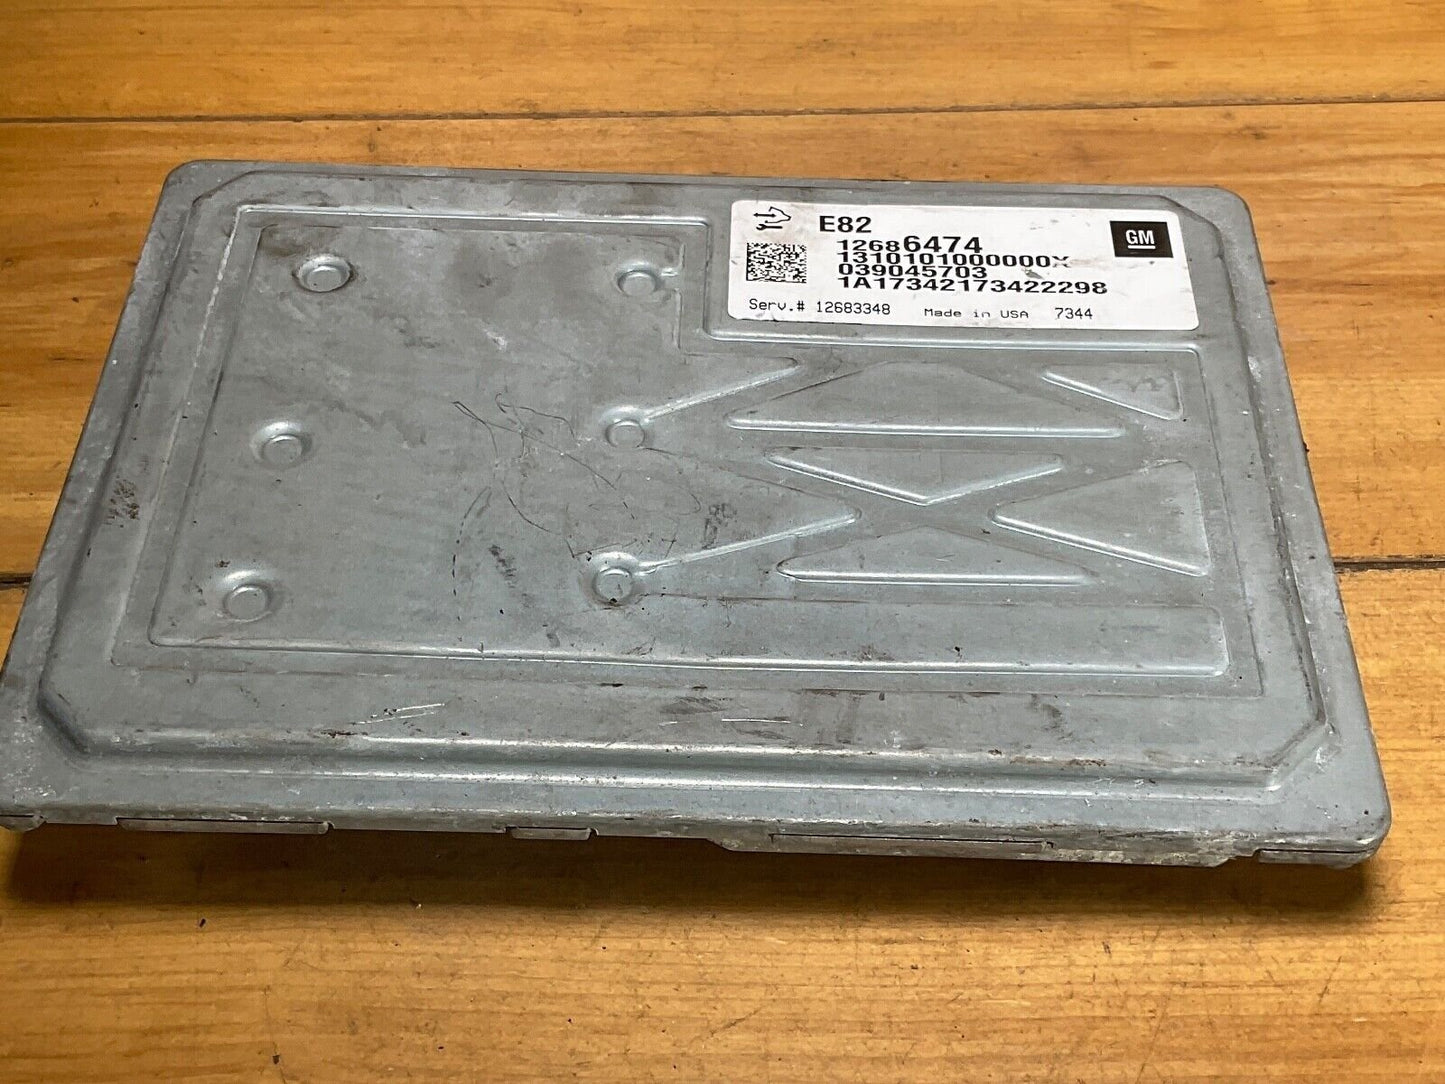 E82
GM
12686474
1310101000000X
039045703
1A17342173422298
Serv.# 12683348 Made in USA 7344